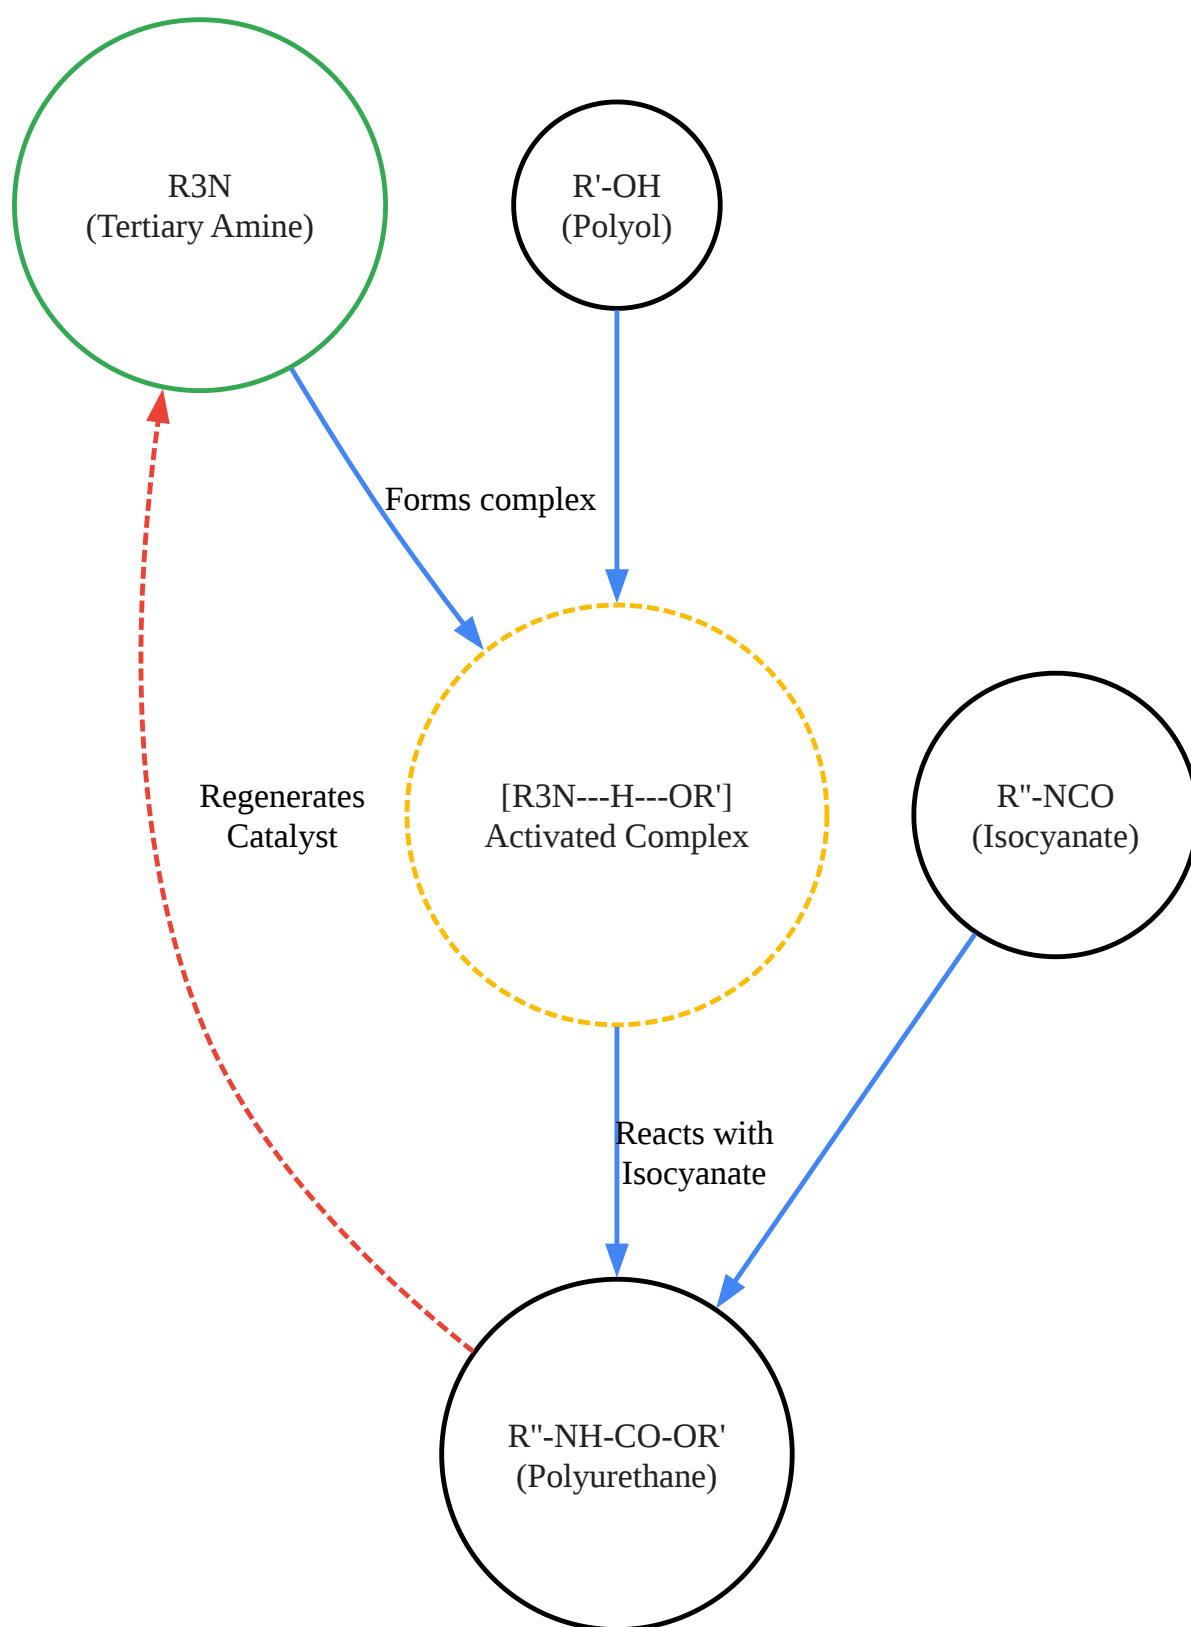 R3N
(Tertiary Amine)
R'-OH
(Polyol)
Forms complex
Regenerates
Catalyst
[R3N---H---OR']
Activated Complex
R"-NCO
(Isocyanate)
Reacts with
Isocyanate
R"-NH-CO-OR'
(Polyurethane)